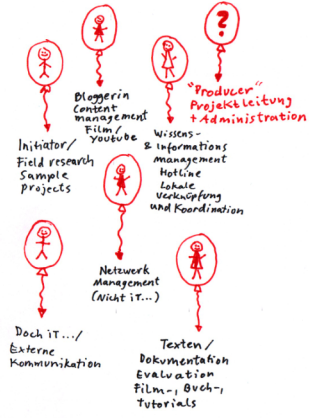 ?
"Producer"
Projektleitung
+ Administration
Bloggerin
Content
management
Film/
Youtube
Initiator/
Field research
Sample
projects
Wissens-
& Informations
management
Hotline
Lokale
Verknüpfung
und Koordination
Netzwerk
Management
(Nicht iT...)
Doch iT.../
Externe
Kommunikation
Texten/
Dokumentation
Evaluation
Film-, Buch-,
Tutorials